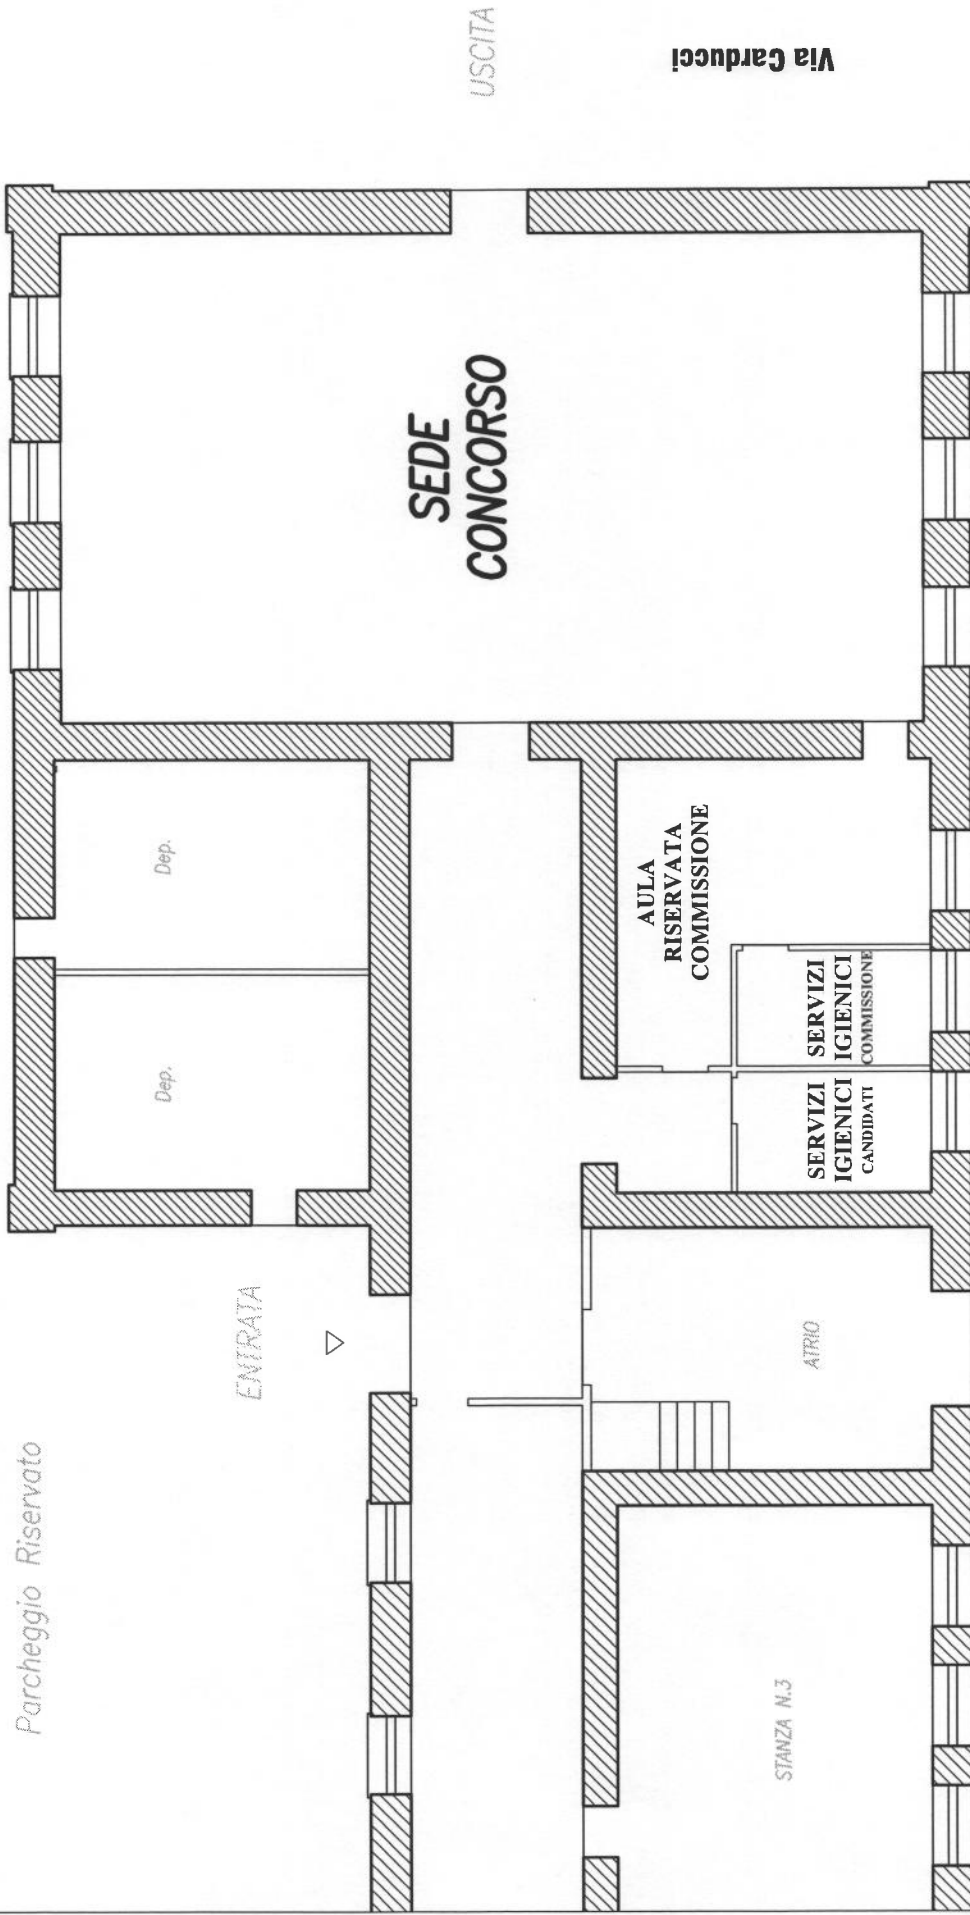 Parcheggio Riservato
ENTRATA
Dep.
Dep.
SEDE
CONCORSO
USCITA
Via Carducci
STANZA N.3
ATRIO
SERVIZI
IGIENICI
CANDIDATI
SERVIZI
IGIENICI
COMMISSIONE
AULA
RISERVATA
COMMISSIONE